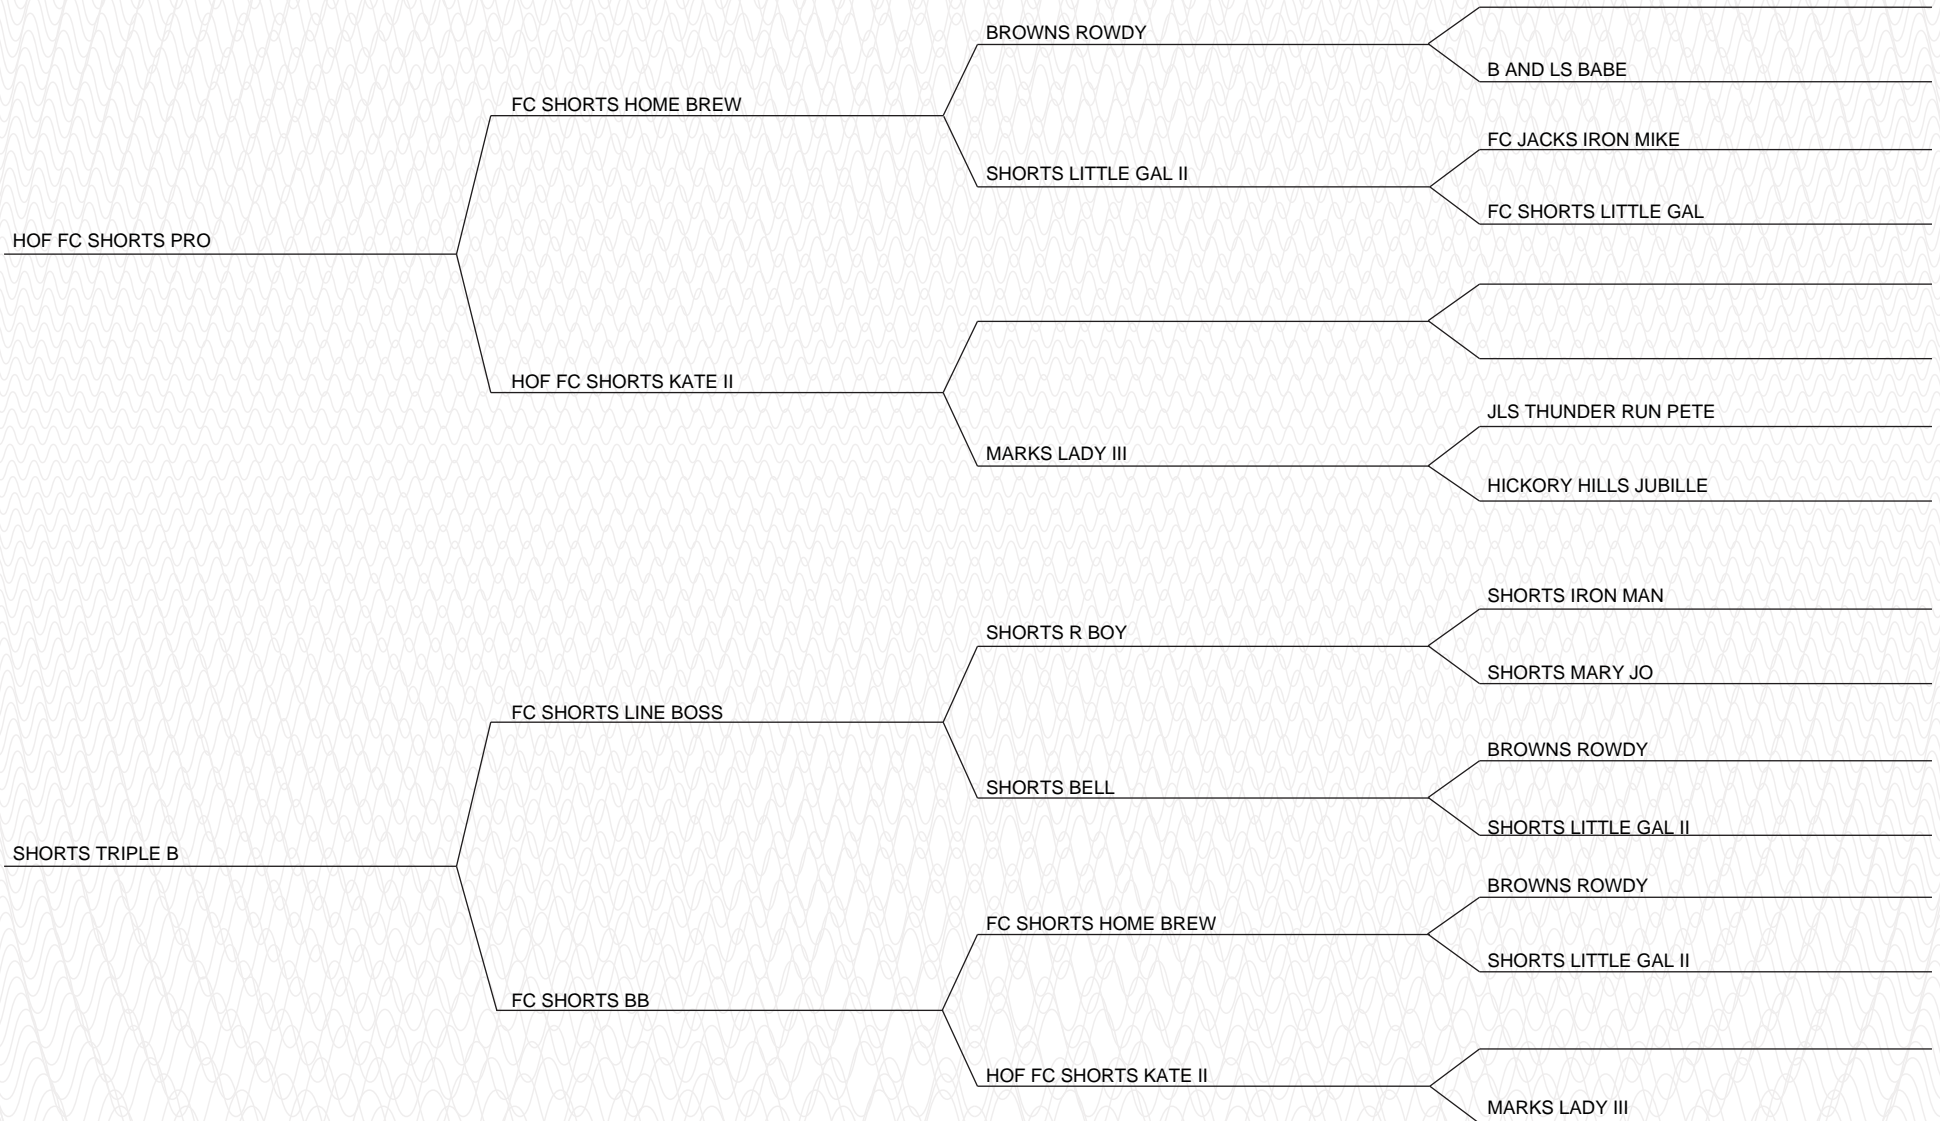 BROWNS ROWDY
B AND LS BABE
FC SHORTS HOME BREW
FC JACKS IRON MIKE
SHORTS LITTLE GAL II
FC SHORTS LITTLE GAL
HOF FC SHORTS PRO
HOF FC SHORTS KATE II
JLS THUNDER RUN PETE
MARKS LADY III
HICKORY HILLS JUBILLE
SHORTS IRON MAN
SHORTS R BOY
SHORTS MARY JO
FC SHORTS LINE BOSS
BROWNS ROWDY
SHORTS BELL
SHORTS LITTLE GAL II
SHORTS TRIPLE B
BROWNS ROWDY
FC SHORTS HOME BREW
SHORTS LITTLE GAL II
FC SHORTS BB
HOF FC SHORTS KATE II
MARKS LADY III